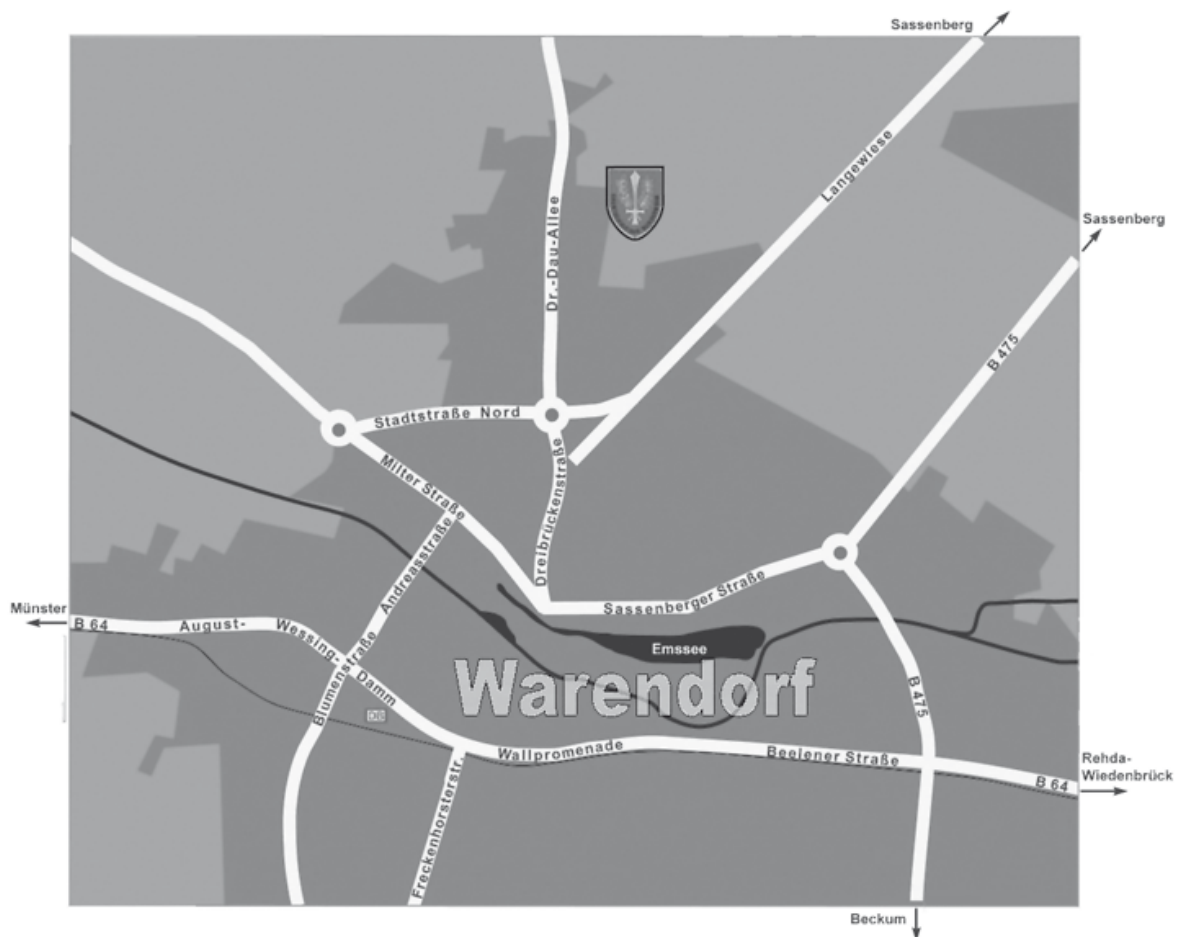 Sassenberg
Langewiese
Sassenberg
Dr.-Dau-Allee
B 475
Stadtstraße Nord
Milter Straße
Dreibrückenstraße
Andreasstraße
Sassenberger Straße
Münster
B 64
August-
Wessing-
Damm
Emssee
Warendorf
Blumenstraße
DB
B 475
Wallpromenade
Beelener Straße
Rehda-
Wiedenbrück
B 64
Freckenhorsterstr.
Beckum